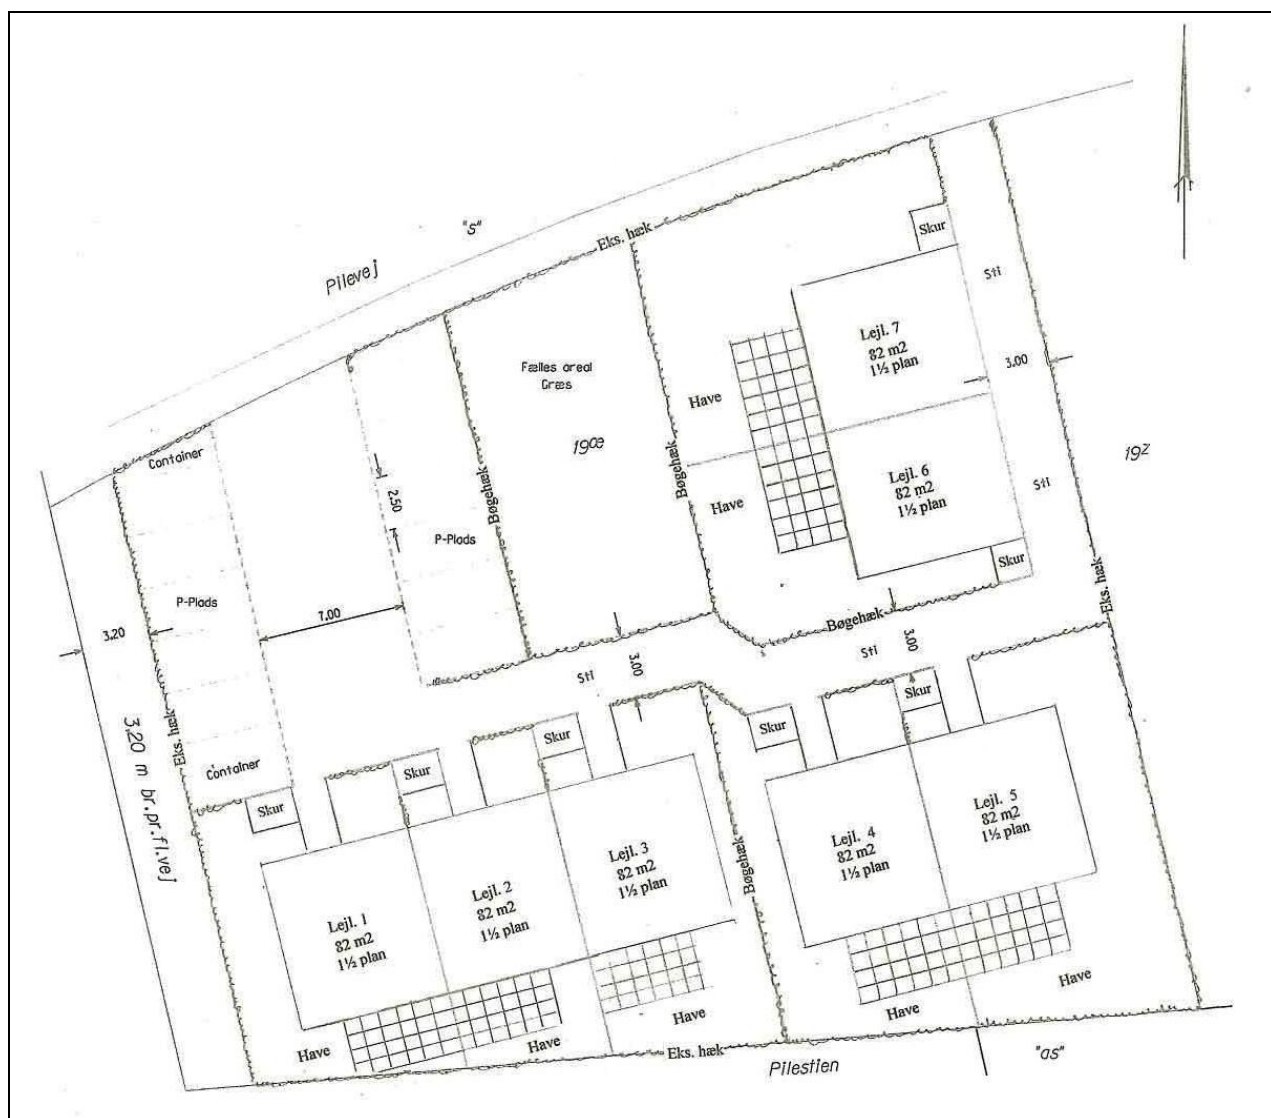 "s"
Pilevej
Eks. hæk
Skur
Sti
Lejl. 7
82 m2
1½ plan
3.00
Fælles areal
Græs
Have
19æ
Bøgehæk
Container
19z
Lejl. 6
82 m2
1½ plan
Sti
Bøgehæk
2.50
Have
P-Plads
Skur
P-Plads
7.00
3.20
Eks. hæk
Bøgehæk
Sti
3.00
Sti
3.00
Skur
Eks. hæk
Skur
Skur
Container
Skur
Skur
3.20 m br.pr.f.l.vej
Lejl. 5
82 m2
1½ plan
Lejl. 4
82 m2
1½ plan
Lejl. 3
82 m2
1½ plan
Bøgehæk
Lejl. 2
82 m2
1½ plan
Lejl. 1
82 m2
1½ plan
Have
Have
Have
Have
Have
Eks. hæk
Pilestien
"as"